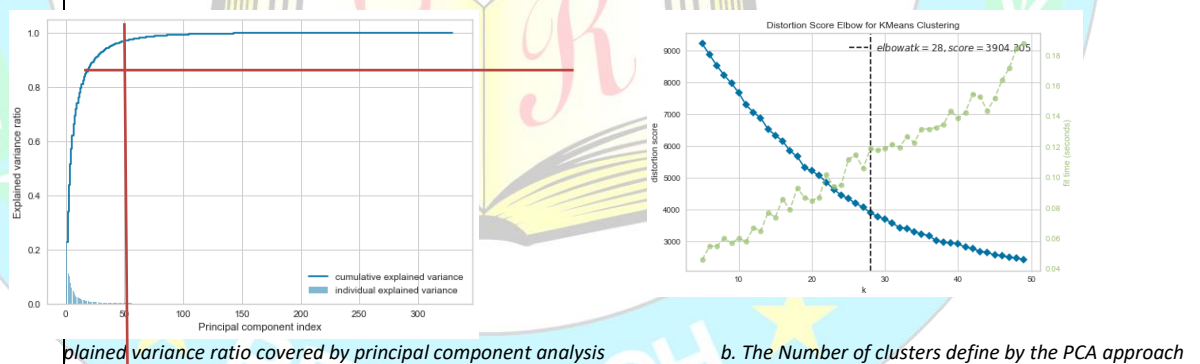 Explained variance ratio
1.0
0.8
0.6
0.4
0.2
0.0
cumulative explained variance
individual explained variance
0 50 100 150 200 250 300
Principal component index
Distortion Score Elbow for KMeans Clustering
elbow at k = 28, score = 3904.305
distortion score
9000
8000
7000
6000
5000
4000
3000
fit time (seconds)
0.18
0.16
0.14
0.12
0.10
0.08
0.06
0.04
10 20 30 40 50
k
R
plained variance ratio covered by principal component analysis
b. The Number of clusters define by the PCA approach